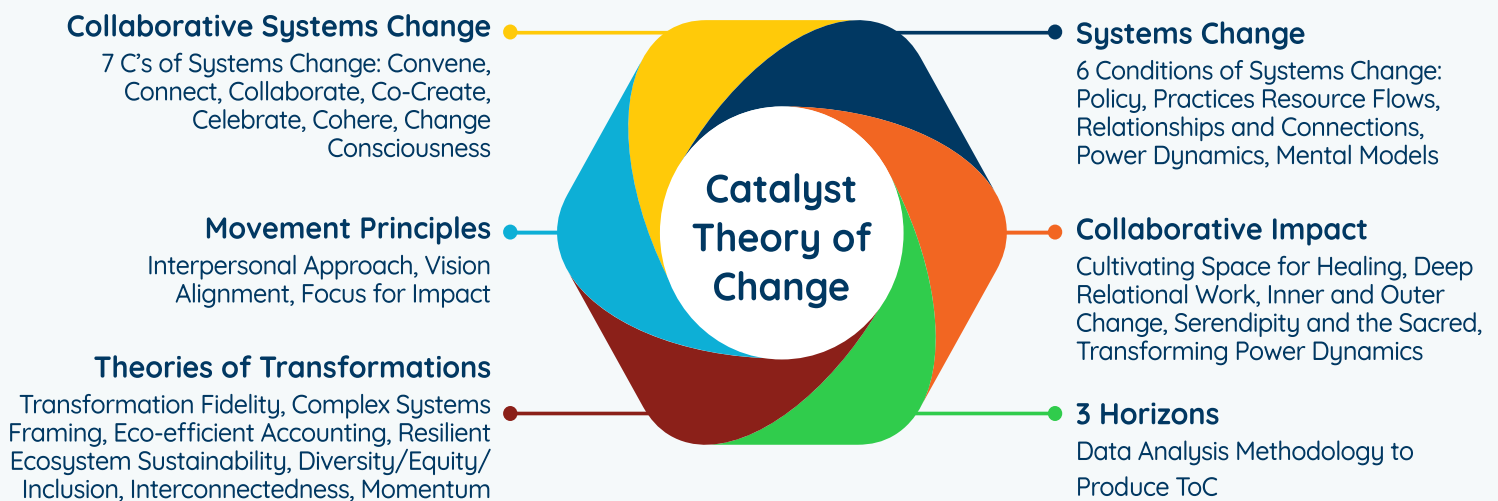 Collaborative Systems Change
7 C's of Systems Change: Convene,
Connect, Collaborate, Co-Create,
Celebrate, Cohere, Change
Consciousness
Movement Principles
Interpersonal Approach, Vision
Alignment, Focus for Impact
Theories of Transformations
Transformation Fidelity, Complex Systems
Framing, Eco-efficient Accounting, Resilient
Ecosystem Sustainability, Diversity/Equity/
Inclusion, Interconnectedness, Momentum
Catalyst
Theory of
Change
Systems Change
6 Conditions of Systems Change:
Policy, Practices Resource Flows,
Relationships and Connections,
Power Dynamics, Mental Models
Collaborative Impact
Cultivating Space for Healing, Deep
Relational Work, Inner and Outer
Change, Serendipity and the Sacred,
Transforming Power Dynamics
3 Horizons
Data Analysis Methodology to
Produce ToC